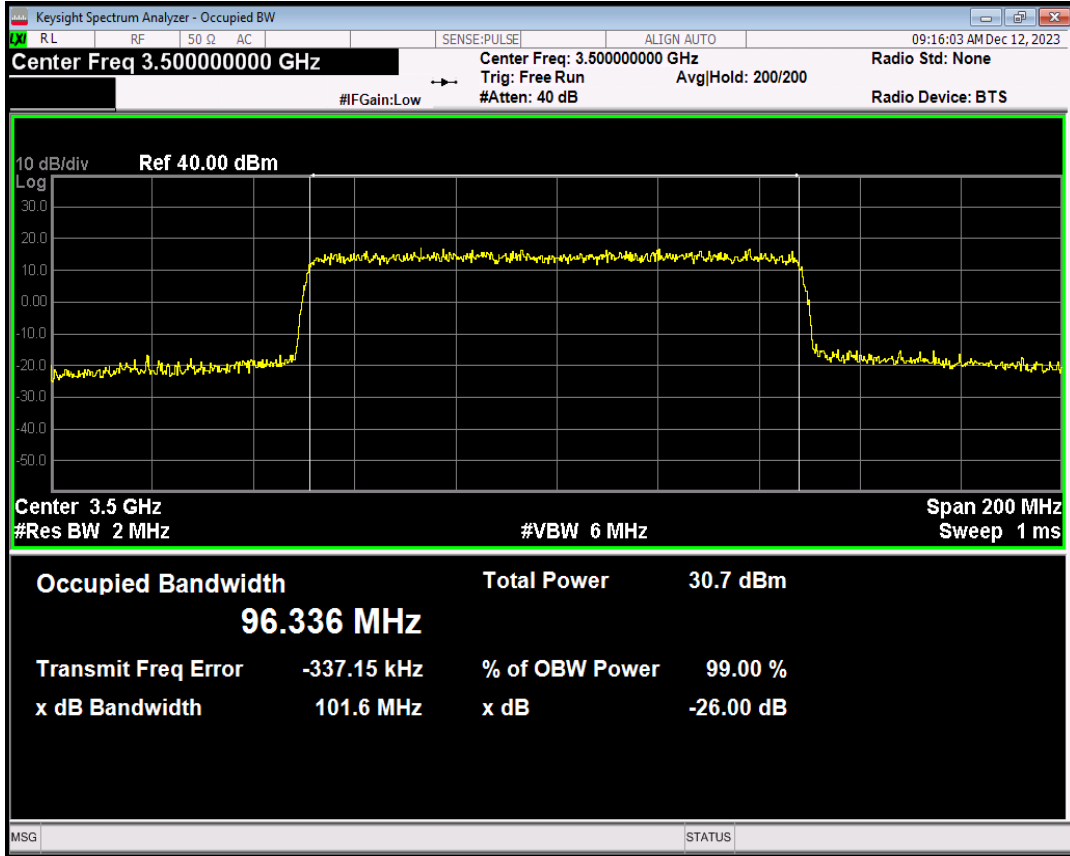 Keysight Spectrum Analyzer - Occupied BW
LXI RL RF 50 Ω AC SENSE:PULSE ALIGN AUTO 09:16:03 AM Dec 12, 2023
Center Freq 3.500000000 GHz Center Freq: 3.500000000 GHz Radio Std: None
Trig: Free Run Avg|Hold: 200/200
#IFGain:Low #Atten: 40 dB Radio Device: BTS
10 dB/div Ref 40.00 dBm
Log
30.0
20.0
10.0
0.00
-10.0
-20.0
-30.0
-40.0
-50.0
Center 3.5 GHz Span 200 MHz
#Res BW 2 MHz #VBW 6 MHz Sweep 1 ms
Occupied Bandwidth Total Power 30.7 dBm
96.336 MHz
Transmit Freq Error -337.15 kHz % of OBW Power 99.00 %
x dB Bandwidth 101.6 MHz x dB -26.00 dB
MSG STATUS